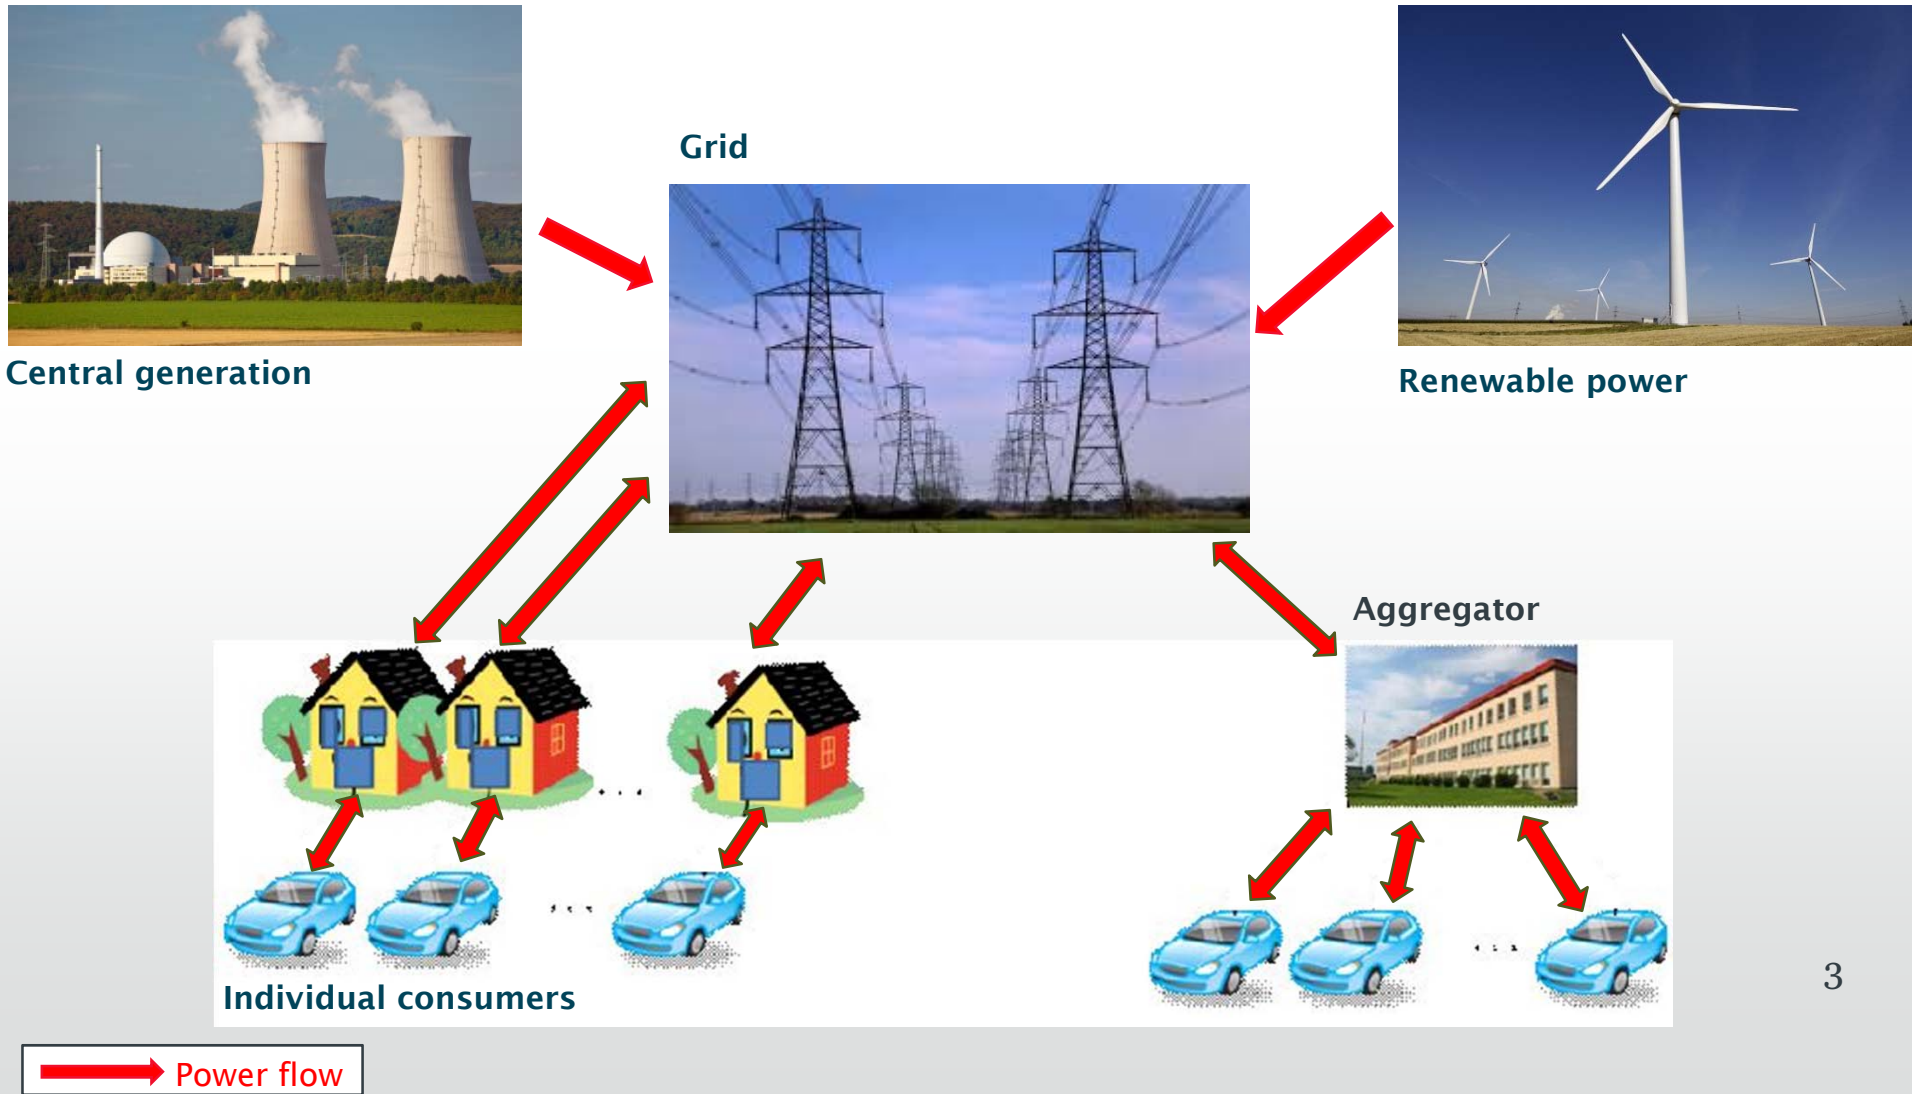 Grid
Central generation
Renewable power
Aggregator
. . .
Individual consumers
3
Power flow